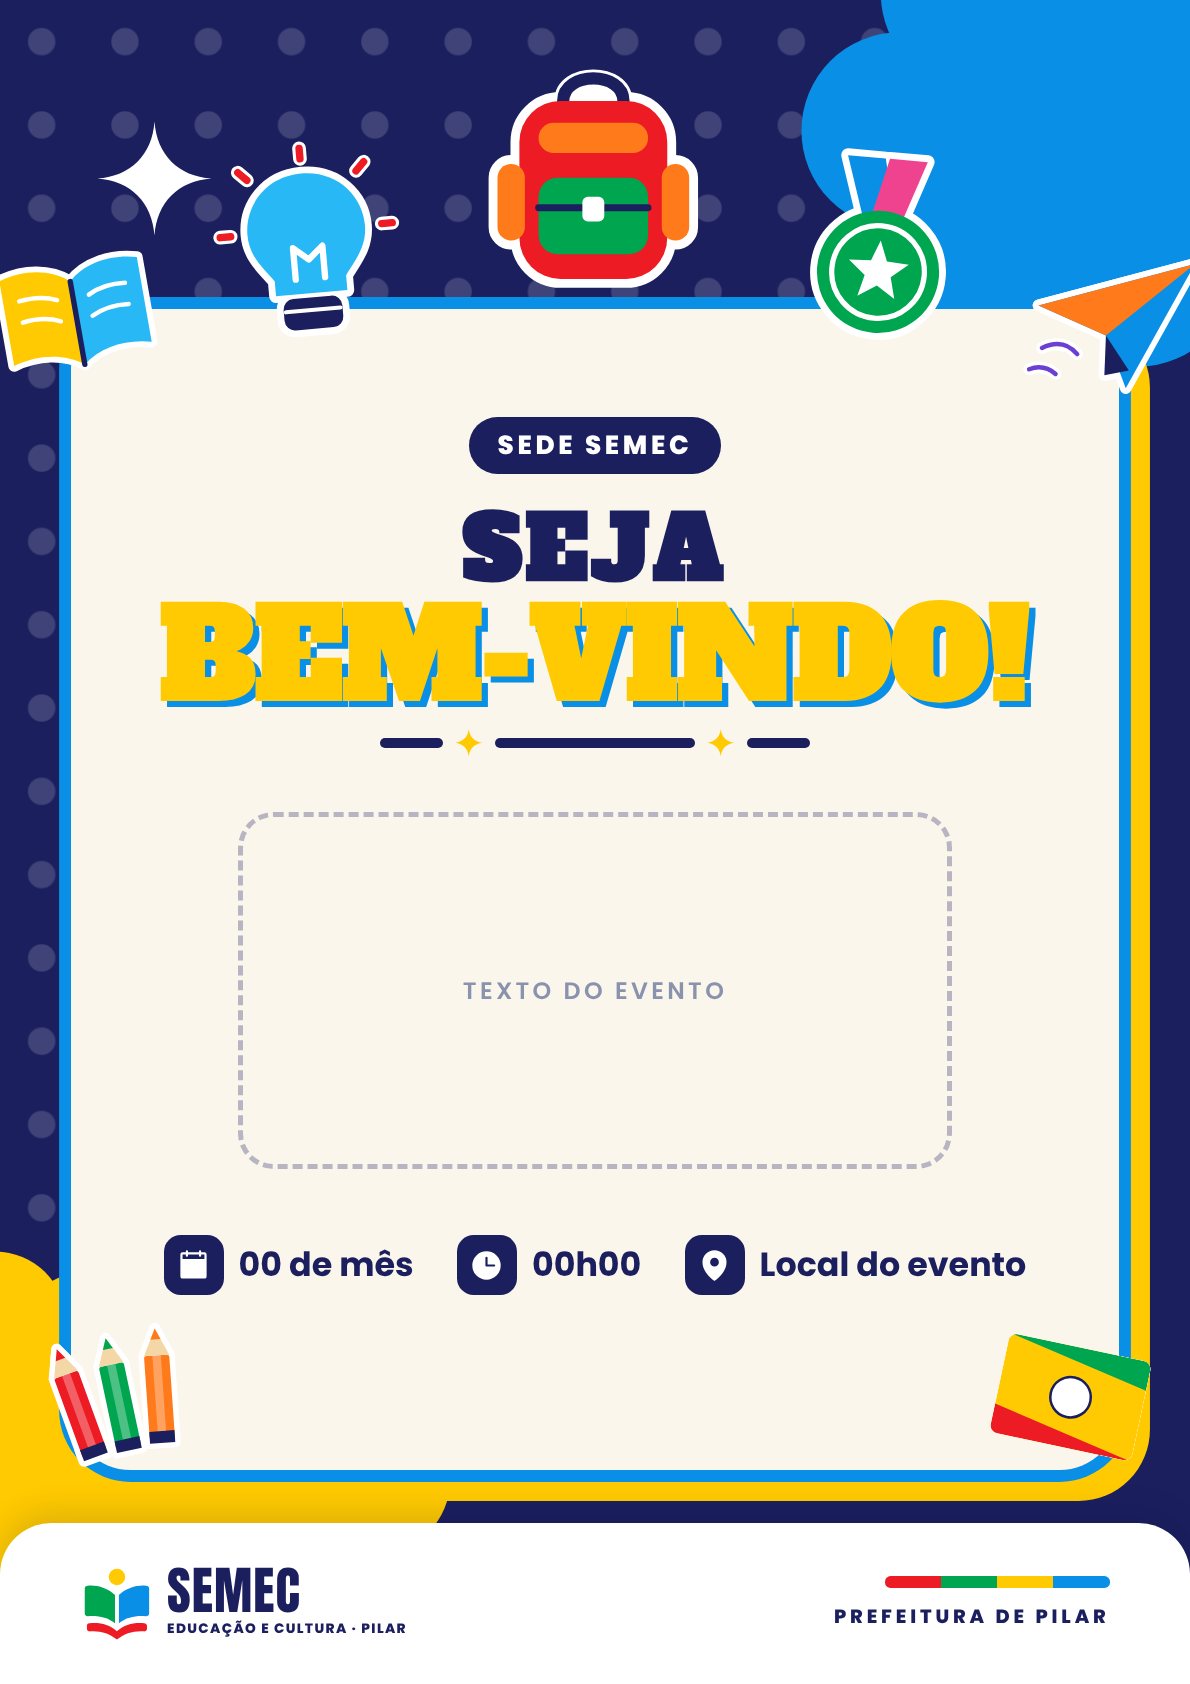 SEDE SEMEC
SEJA
BEM-VINDO!
TEXTO DO EVENTO
00 de mês 00h00 Local do evento
SEMEC
EDUCAÇÃO E CULTURA · PILAR
PREFEITURA DE PILAR